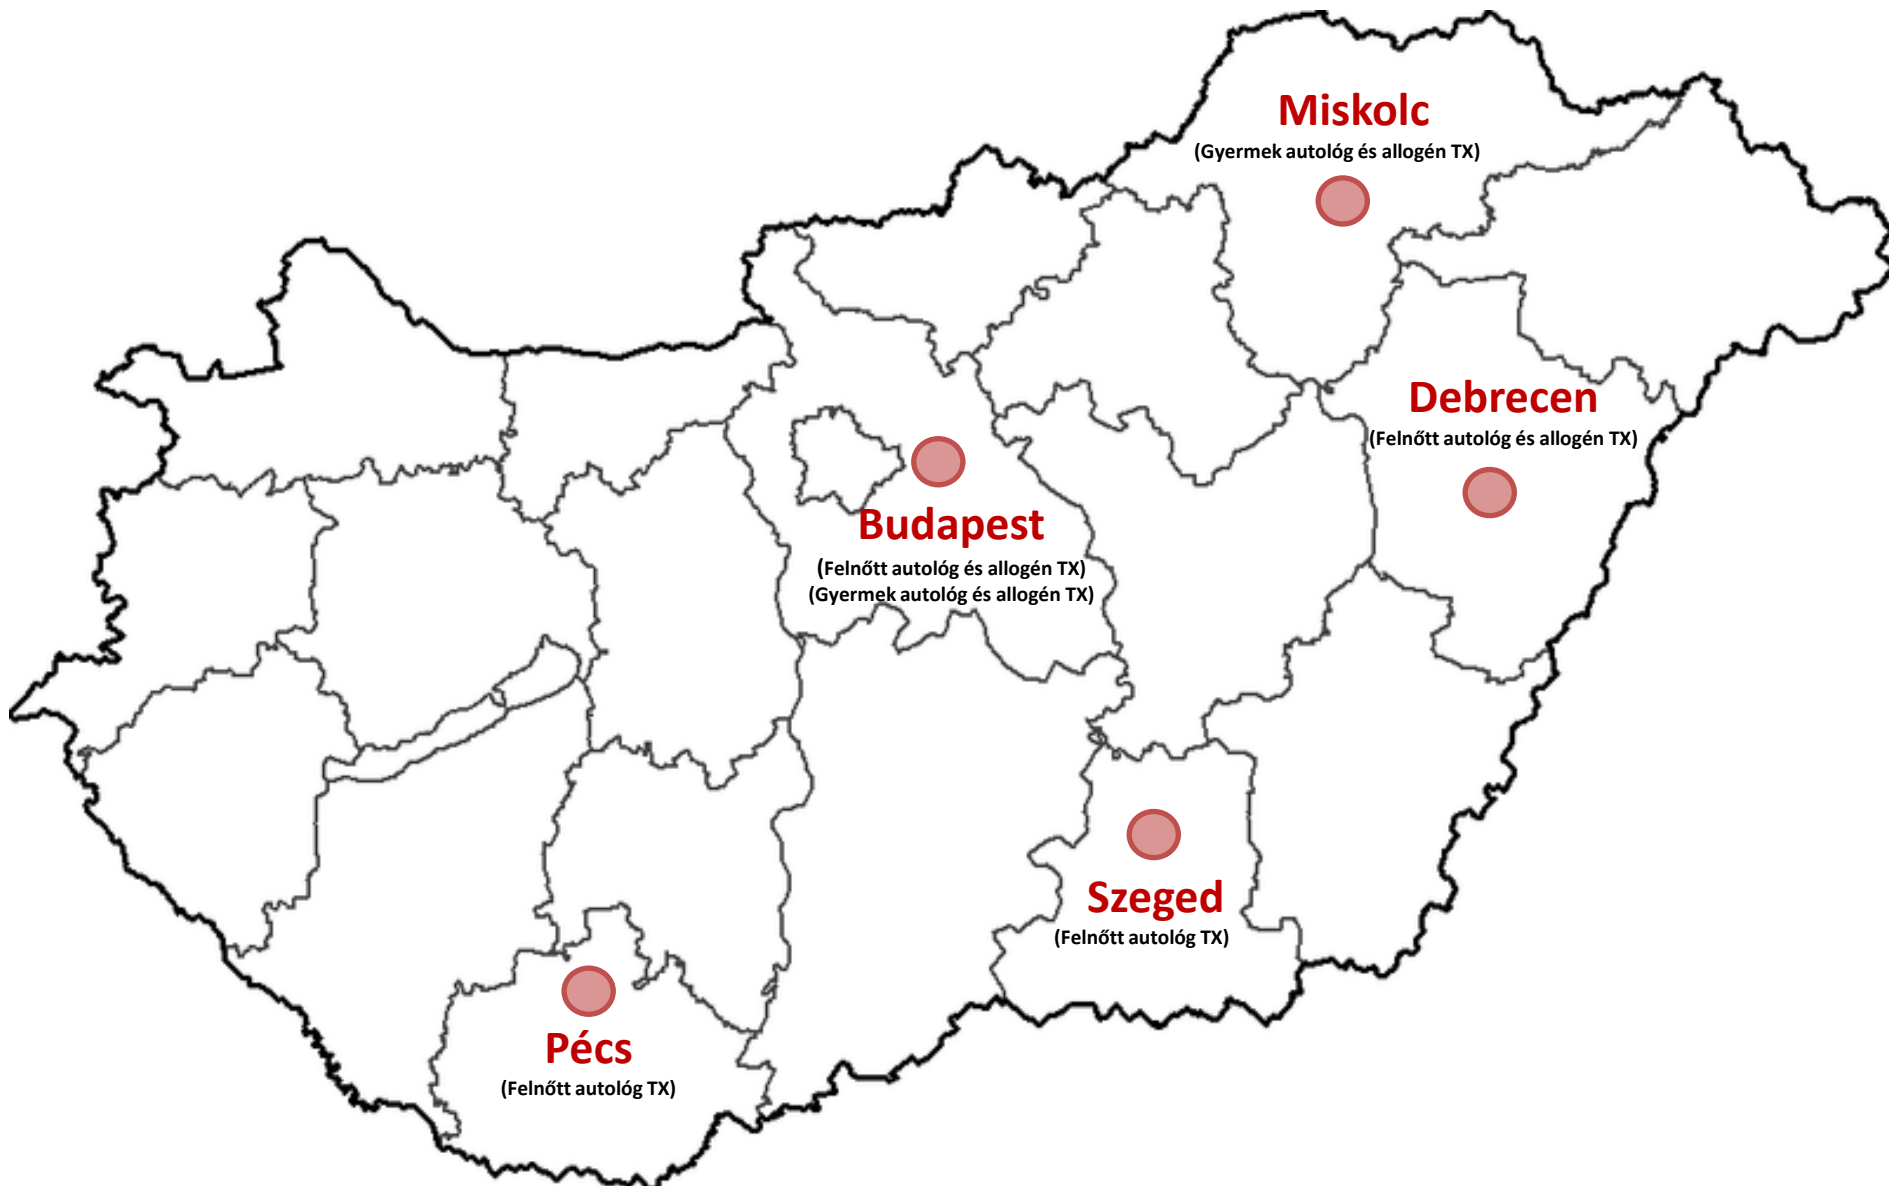 Miskolc
(Gyermek autológ és allogén TX)
Debrecen
(Felnőtt autológ és allogén TX)
Budapest
(Felnőtt autológ és allogén TX)
(Gyermek autológ és allogén TX)
Szeged
(Felnőtt autológ TX)
Pécs
(Felnőtt autológ TX)